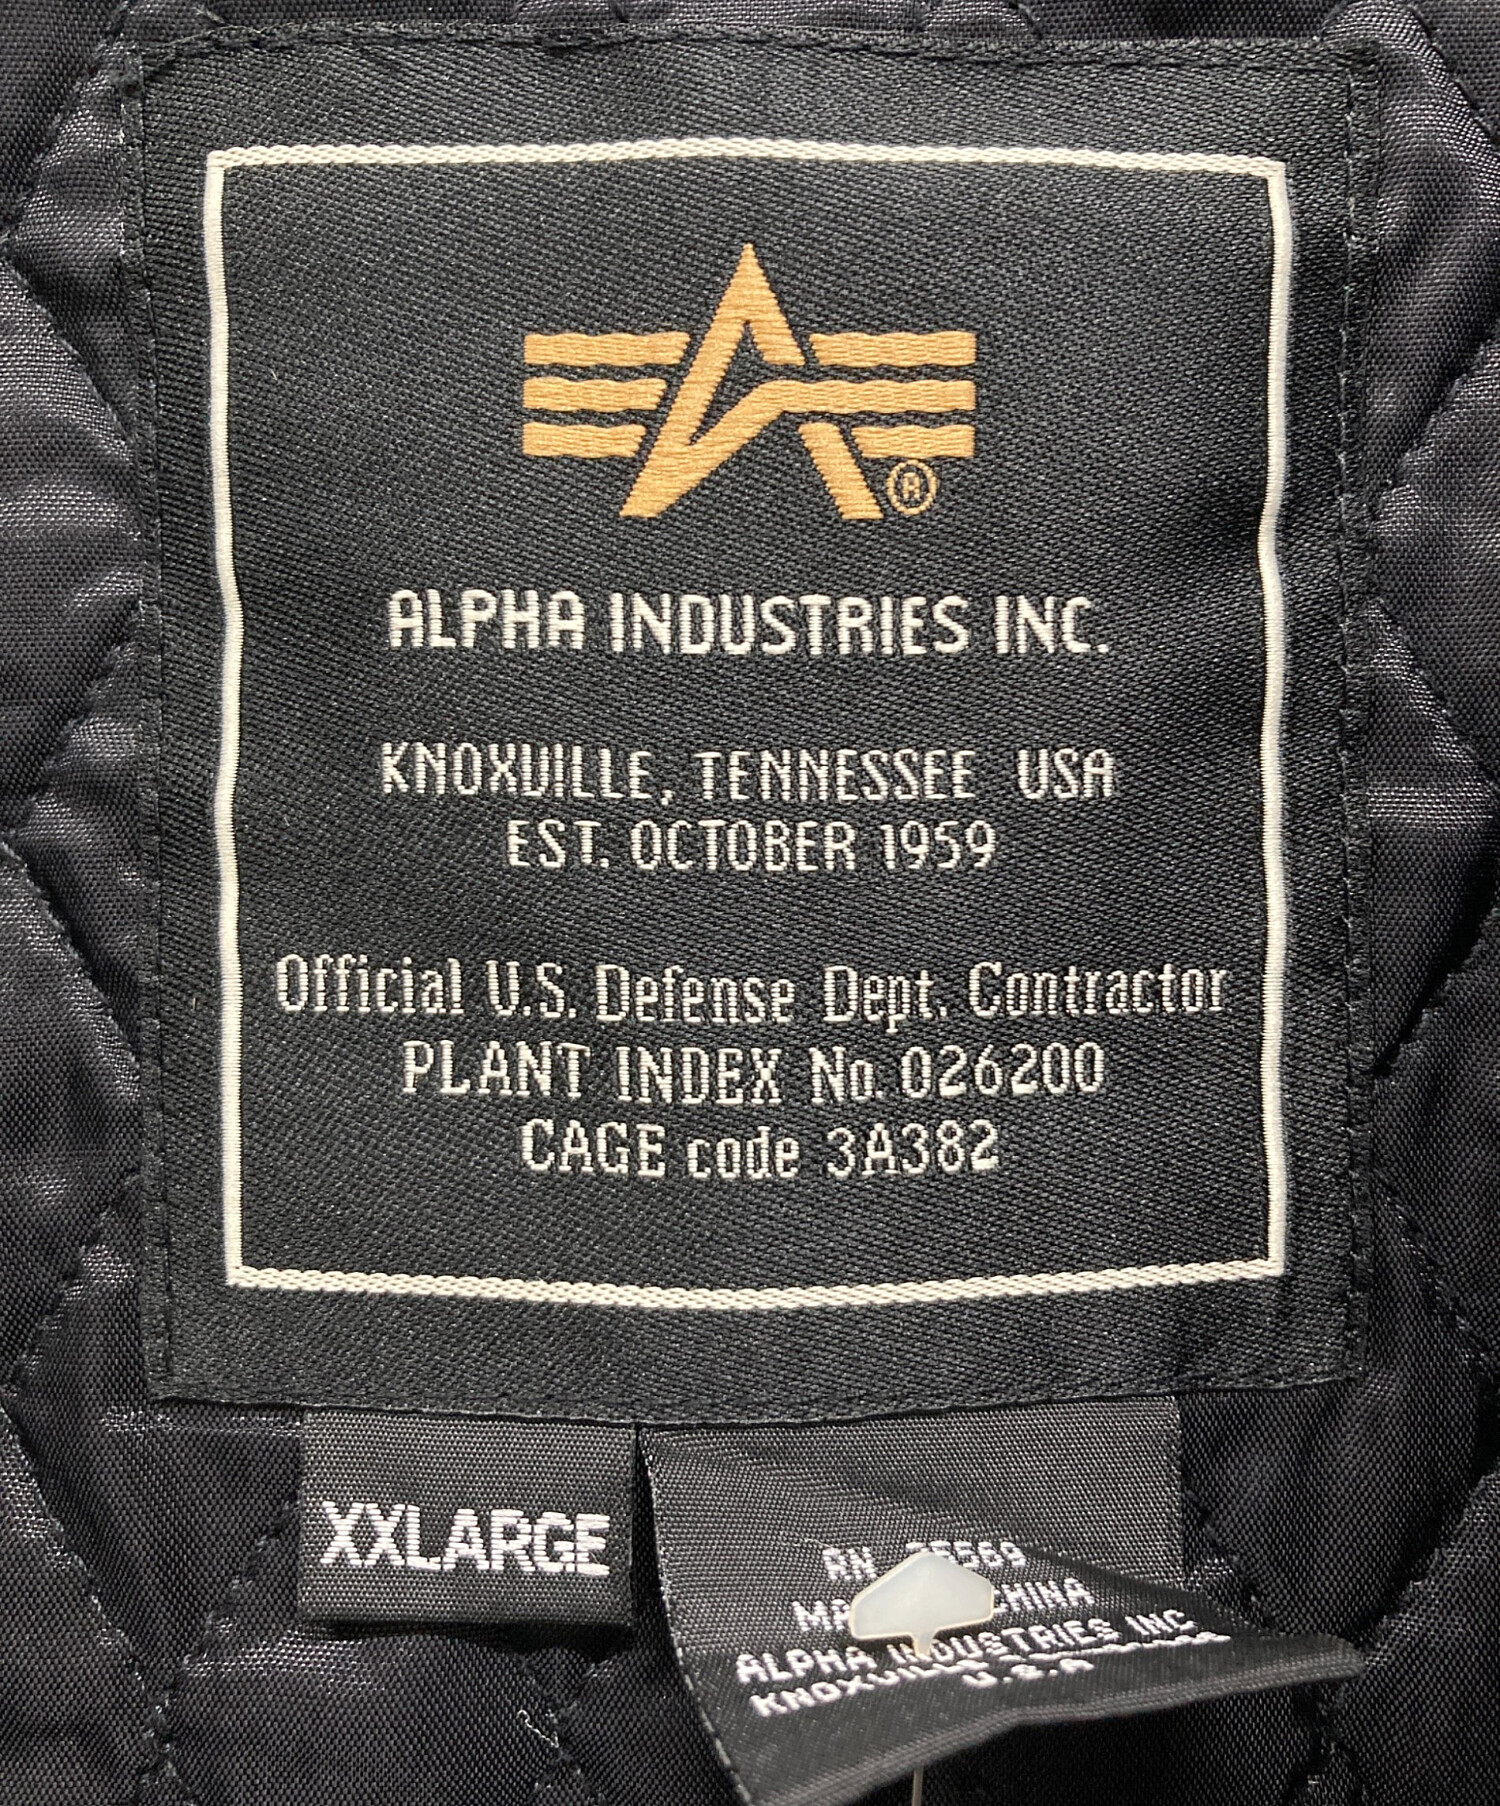 ®
ALPHA INDUSTRIES INC.
KNOXVILLE, TENNESSEE USA
EST. OCTOBER 1959
Official U.S. Defense Dept. Contractor
PLANT INDEX No. 026200
CAGE code 3A382
XXLARGE
RN
CHINA
ALPHA INDUSTRIES INC
U.S.A